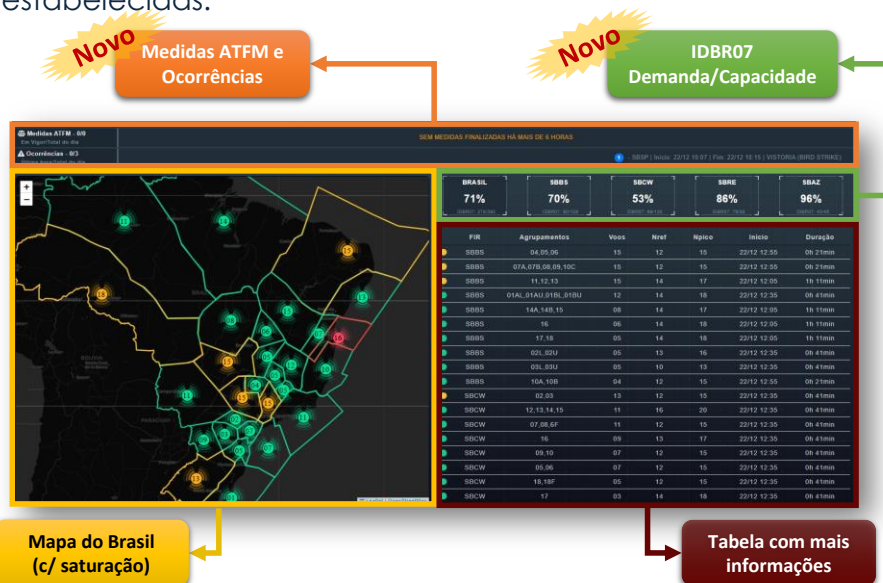 estabelecidas.
Novo
Medidas ATFM e
Ocorrências
Novo
IDBR07
Demanda/Capacidade
Medidas ATFM - 0/0
Em Vigor/Total do dia
SEM MEDIDAS FINALIZADAS HÁ MAIS DE 6 HORAS
Ocorrências - 0/3
- SBSP | Início: 22/12 10:07 | Fim: 22/12 10:15 | VISTORIA (BIRD STRIKE)
BRASIL SBBS SBCW SBRE SBAZ
71% 70% 53% 86% 96%
FIR Agrupamentos Voos Nref Npico Início Duração
SBBS 04,05,06 15 12 15 22/12 12:55 0h 21min
SBBS 07A,07B,08,09,10C 15 12 15 22/12 12:55 0h 21min
SBBS 11,12,13 15 14 17 22/12 12:05 1h 11min
SBBS 01AL,01AU,01BL,01BU 12 14 18 22/12 12:35 0h 41min
SBBS 14A,14B,15 08 14 17 22/12 12:05 1h 11min
SBBS 16 06 14 18 22/12 12:05 1h 11min
SBBS 17,18 05 14 18 22/12 12:05 1h 11min
SBBS 02L,02U 05 13 16 22/12 12:35 0h 41min
SBBS 03L,03U 05 10 13 22/12 12:35 0h 41min
SBBS 10A,10B 04 12 15 22/12 12:55 0h 21min
SBCW 02,03 13 12 15 22/12 12:35 0h 41min
SBCW 12,13,14,15 11 16 20 22/12 12:35 0h 41min
SBCW 07,08,6F 11 12 15 22/12 12:35 0h 41min
SBCW 16 09 13 17 22/12 12:35 0h 41min
SBCW 09,10 07 12 15 22/12 12:35 0h 41min
SBCW 05,06 07 12 15 22/12 12:35 0h 41min
SBCW 18,18F 05 12 15 22/12 12:35 0h 41min
SBCW 17 03 14 18 22/12 12:35 0h 41min
Mapa do Brasil
(c/ saturação)
Tabela com mais
informações